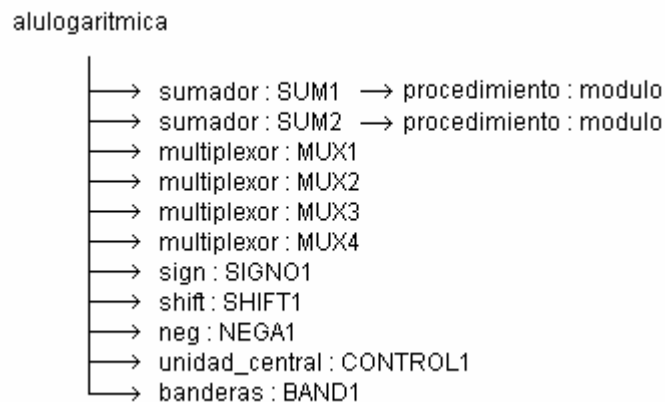 alulogaritmica
sumador : SUM1 → procedimiento : modulo
sumador : SUM2 → procedimiento : modulo
multiplexor : MUX1
multiplexor : MUX2
multiplexor : MUX3
multiplexor : MUX4
sign : SIGNO1
shift : SHIFT1
neg : NEGA1
unidad_central : CONTROL1
banderas : BAND1